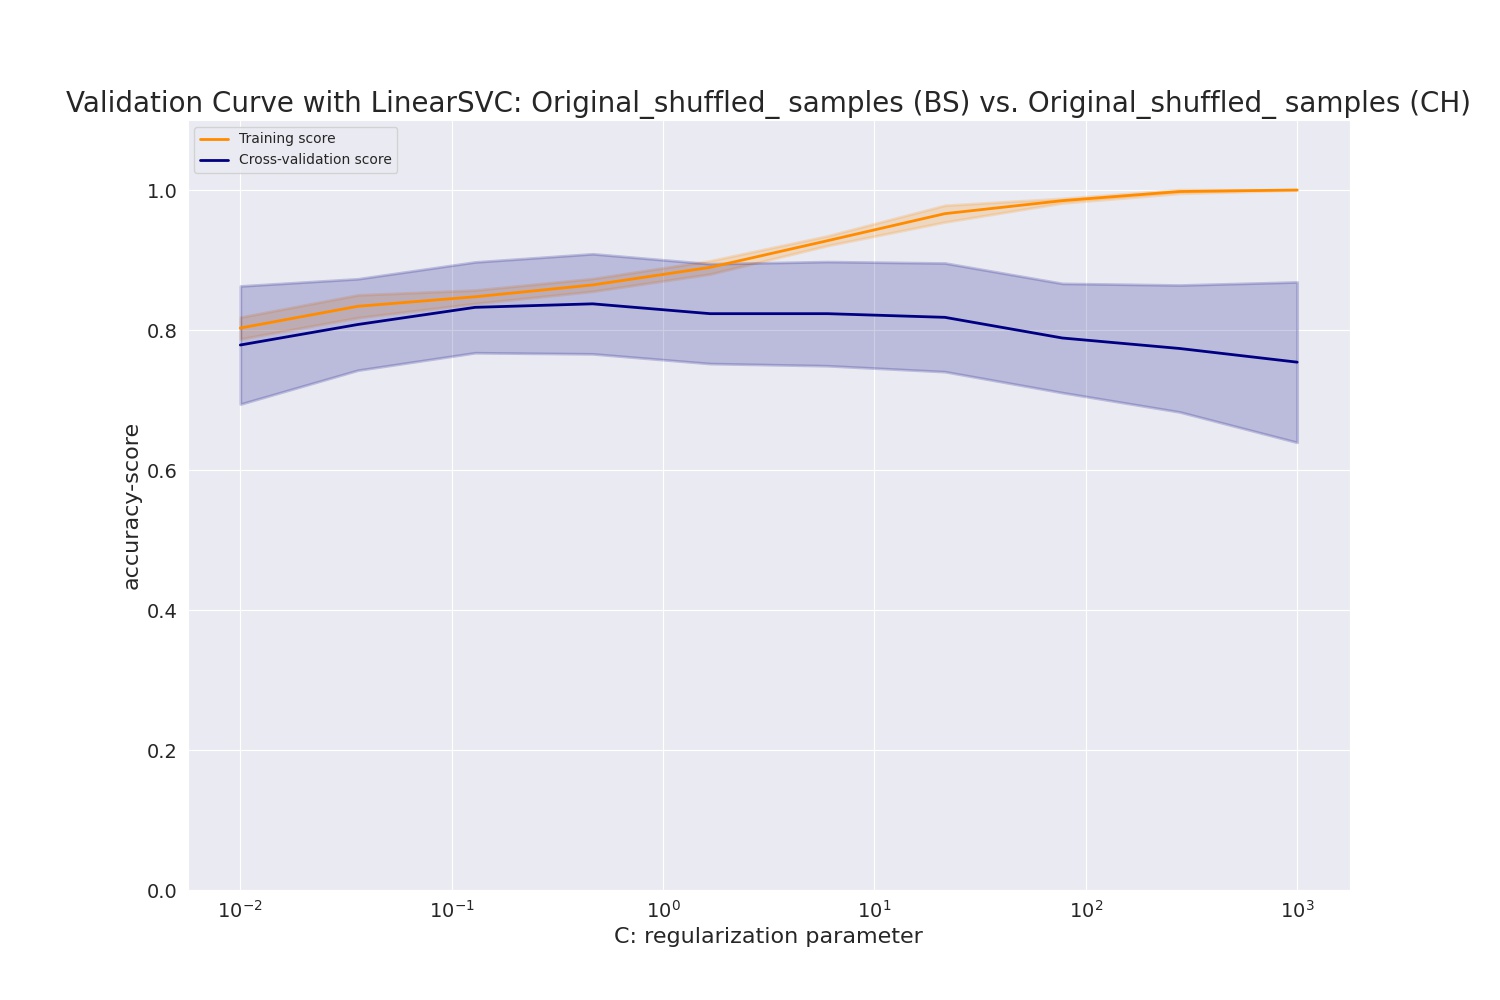 Validation Curve with LinearSVC: Original_shuffled_ samples (BS) vs. Original_shuffled_ samples (CH)
Training score
Cross-validation score
1.0
0.8
0.6
0.4
0.2
0.0
accuracy-score
10⁻² 10⁻¹ 10⁰ 10¹ 10² 10³
C: regularization parameter